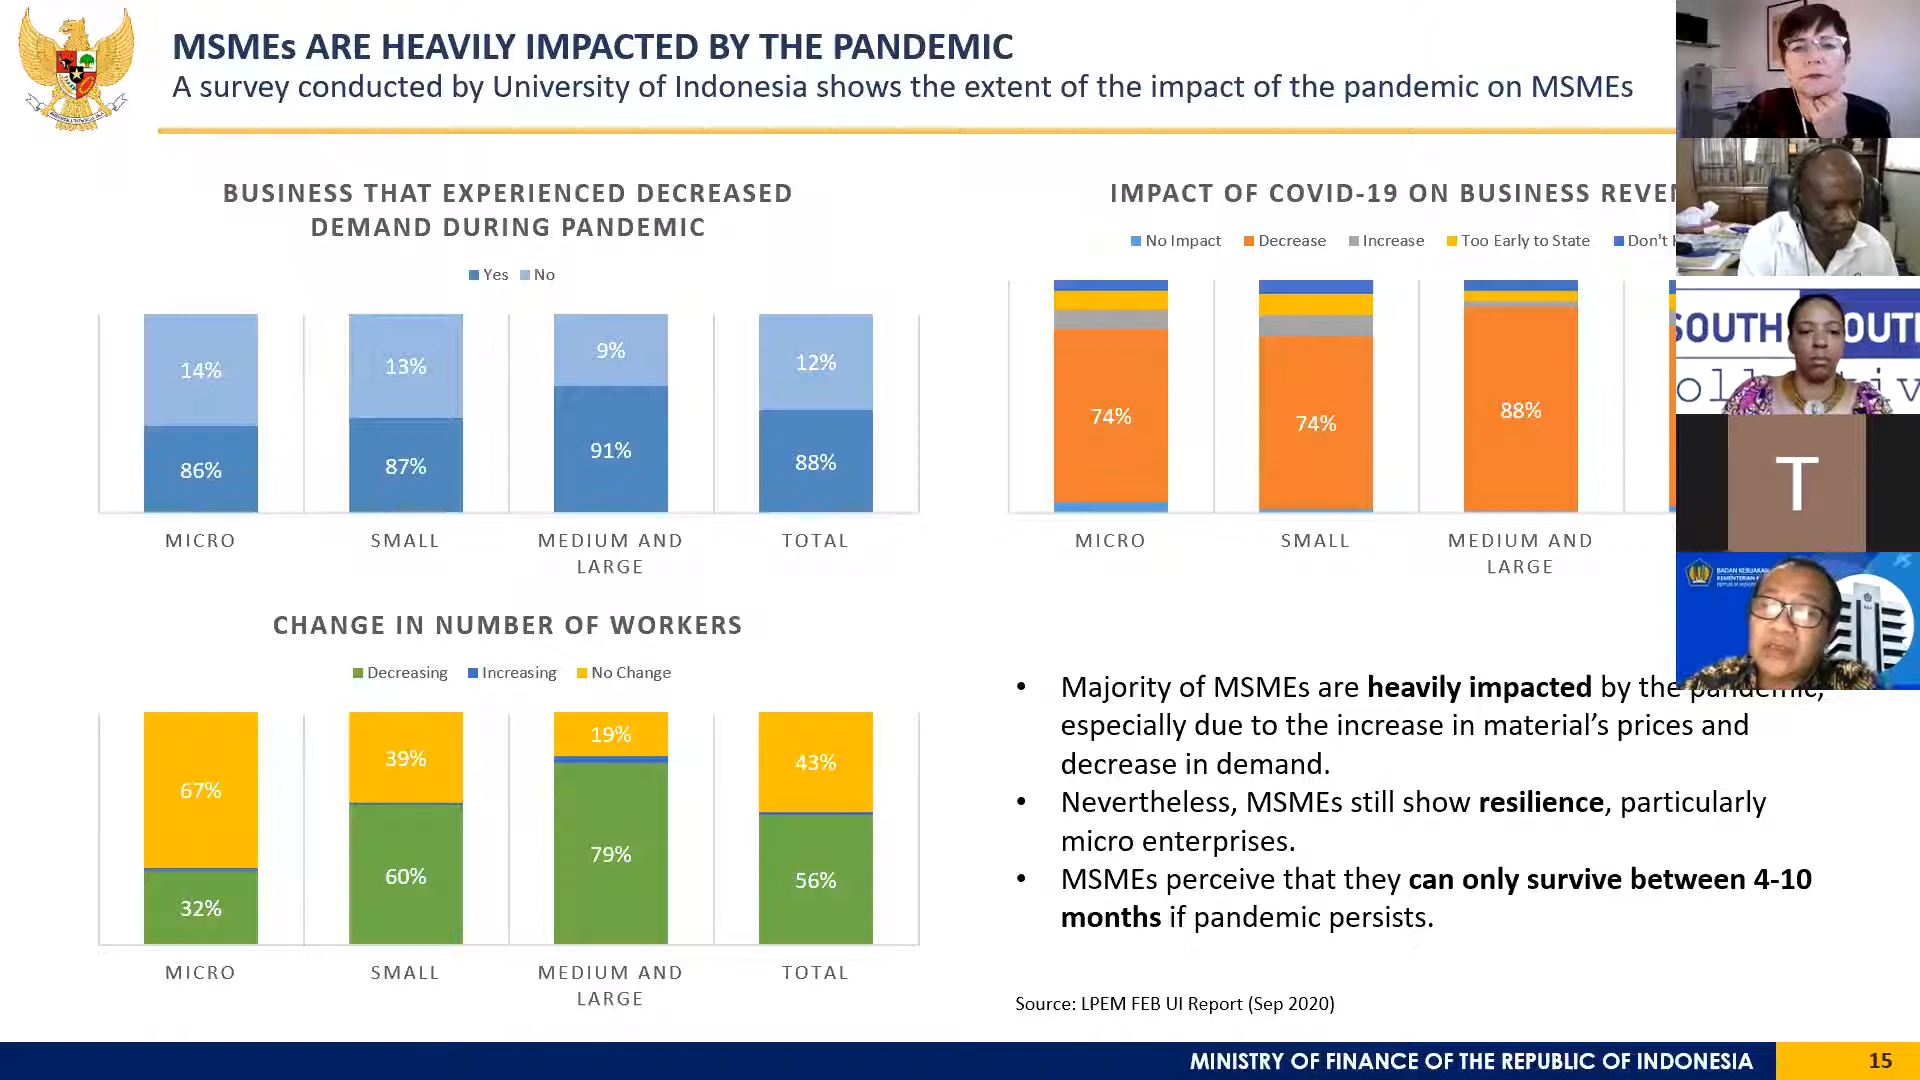 MSMEs ARE HEAVILY IMPACTED BY THE PANDEMIC
A survey conducted by University of Indonesia shows the extent of the impact of the pandemic on MSMEs
BUSINESS THAT EXPERIENCED DECREASED
DEMAND DURING PANDEMIC
Yes No
14% 13% 9% 12%
86% 87% 91% 88%
MICRO SMALL MEDIUM AND LARGE TOTAL
IMPACT OF COVID-19 ON BUSINESS
No Impact Decrease Increase Too Early to State Don't
74% 74% 88%
MICRO SMALL MEDIUM AND LARGE
CHANGE IN NUMBER OF WORKERS
Decreasing Increasing No Change
67% 39% 19% 43%
32% 60% 79% 56%
MICRO SMALL MEDIUM AND LARGE TOTAL
• Majority of MSMEs are heavily impacted by the pandemic,
especially due to the increase in material's prices and
decrease in demand.
• Nevertheless, MSMEs still show resilience, particularly
micro enterprises.
• MSMEs perceive that they can only survive between 4-10
months if pandemic persists.
Source: LPEM FEB UI Report (Sep 2020)
MINISTRY OF FINANCE OF THE REPUBLIC OF INDONESIA
15
SOUTH
T
BADAN KEBIJAKAN
KEMENTERIAN